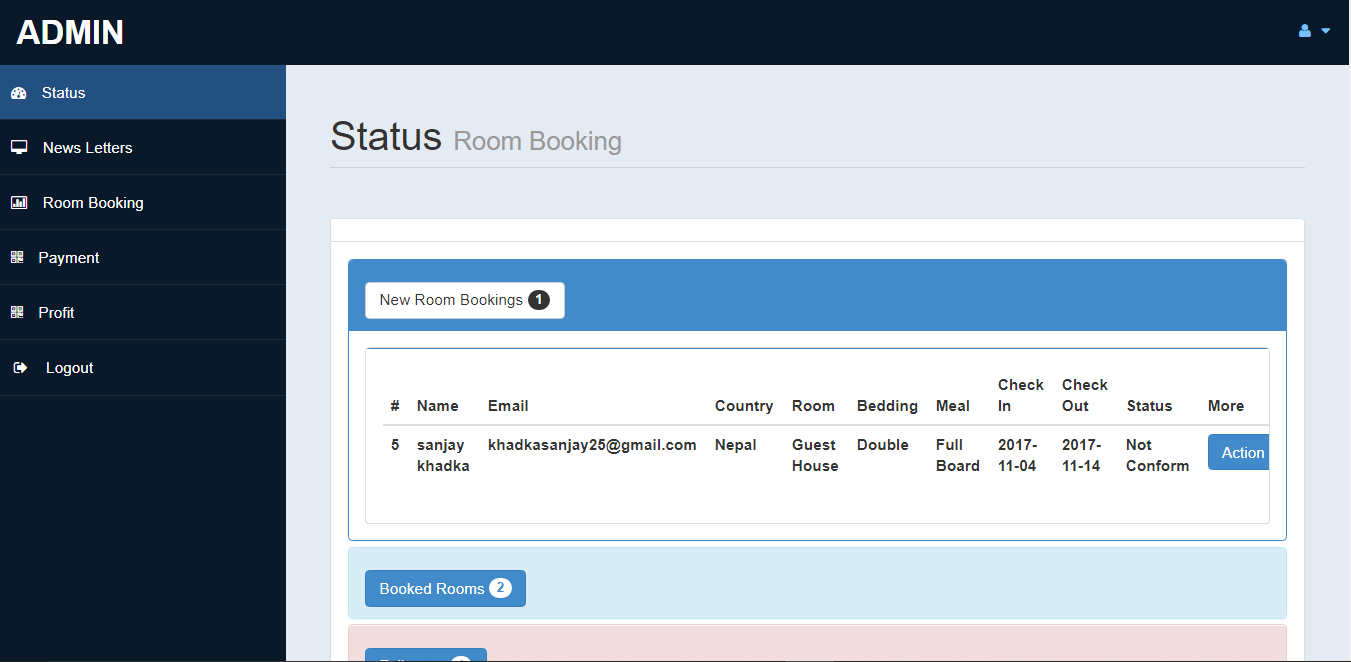 ADMIN
Status
News Letters
Room Booking
Payment
Profit
Logout
Status Room Booking
New Room Bookings 1
# Name Email Country Room Bedding Meal Check In Check Out Status More
5 sanjay khadka khadkasanjay25@gmail.com Nepal Guest House Double Full Board 2017-11-04 2017-11-14 Not Conform Action
Booked Rooms 2